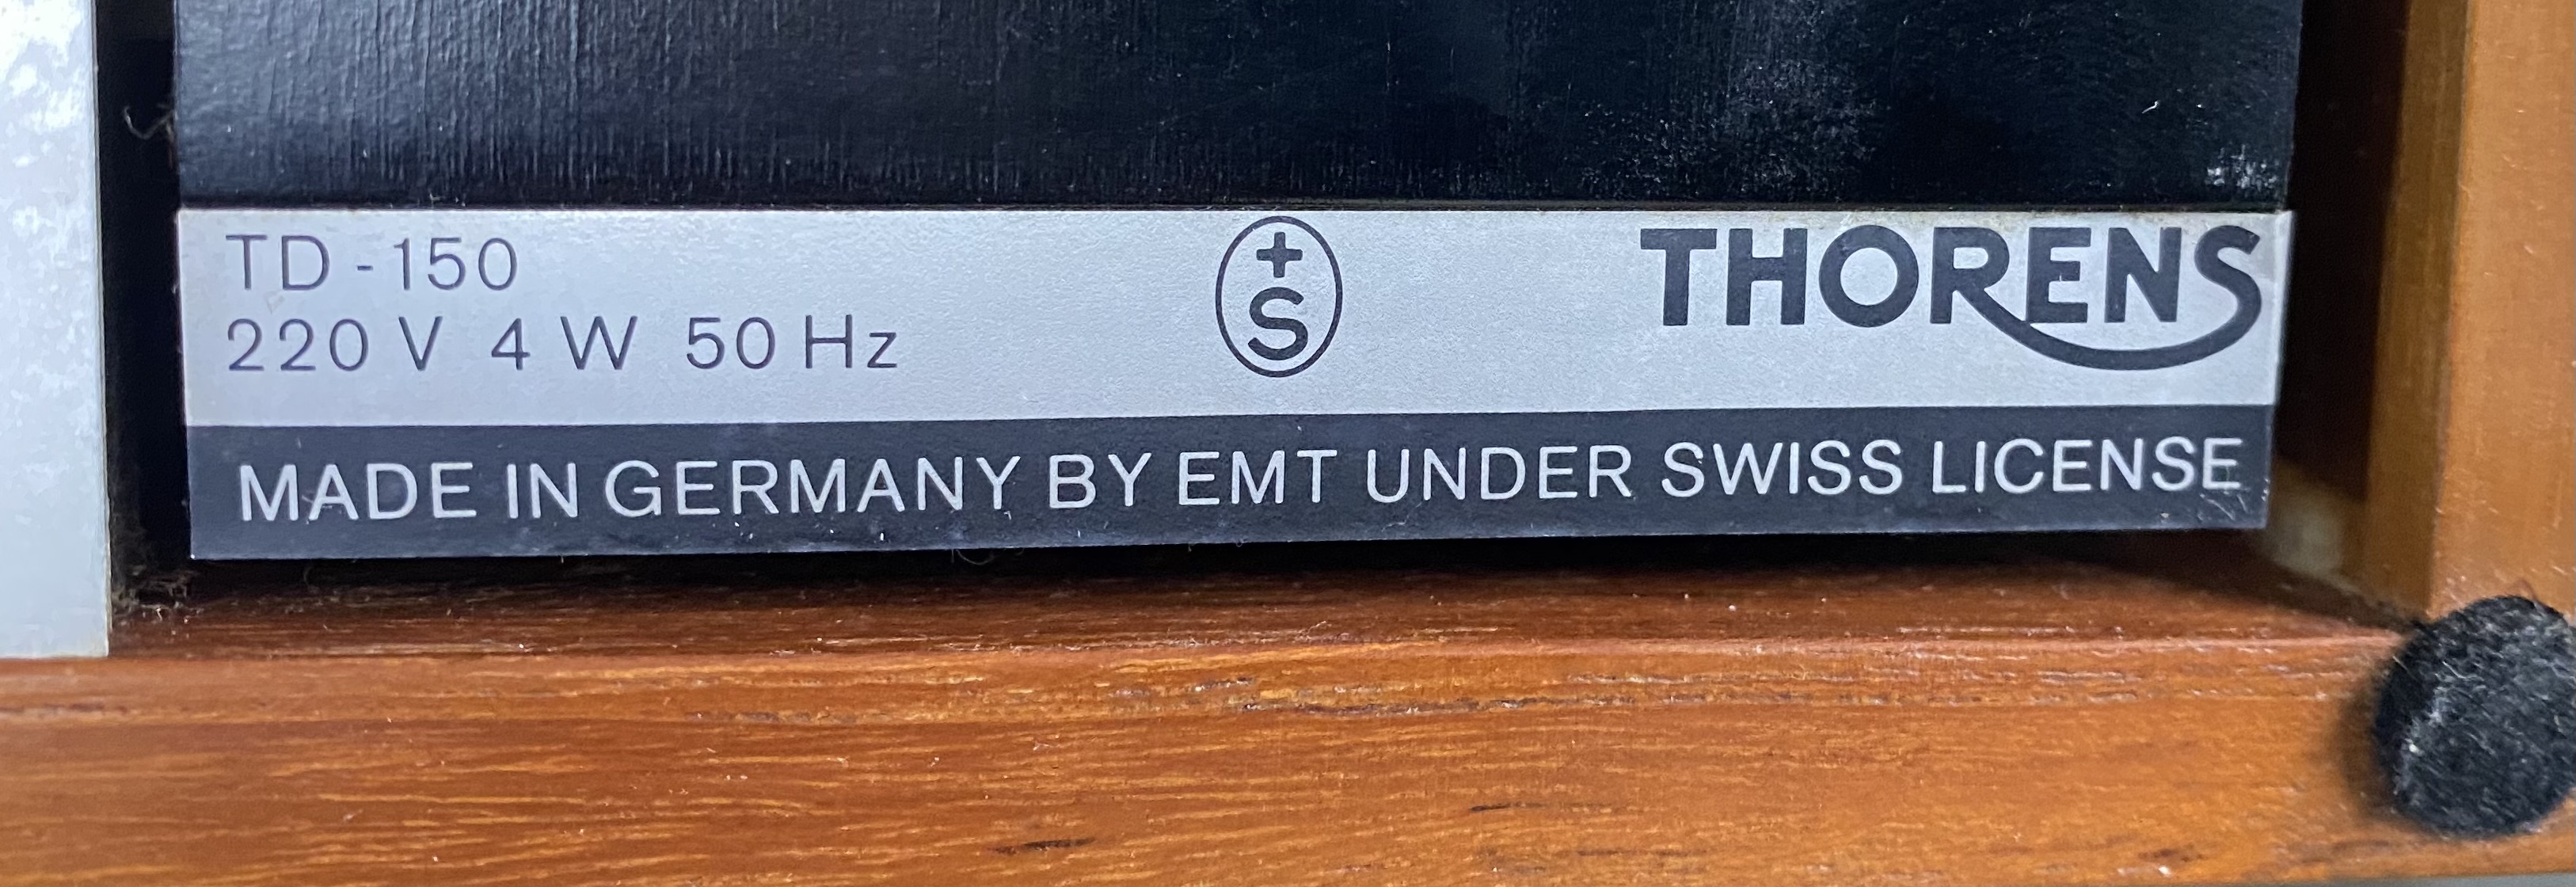 TD-150
220 V 4 W 50 Hz
+
S
THORENS
MADE IN GERMANY BY EMT UNDER SWISS LICENSE